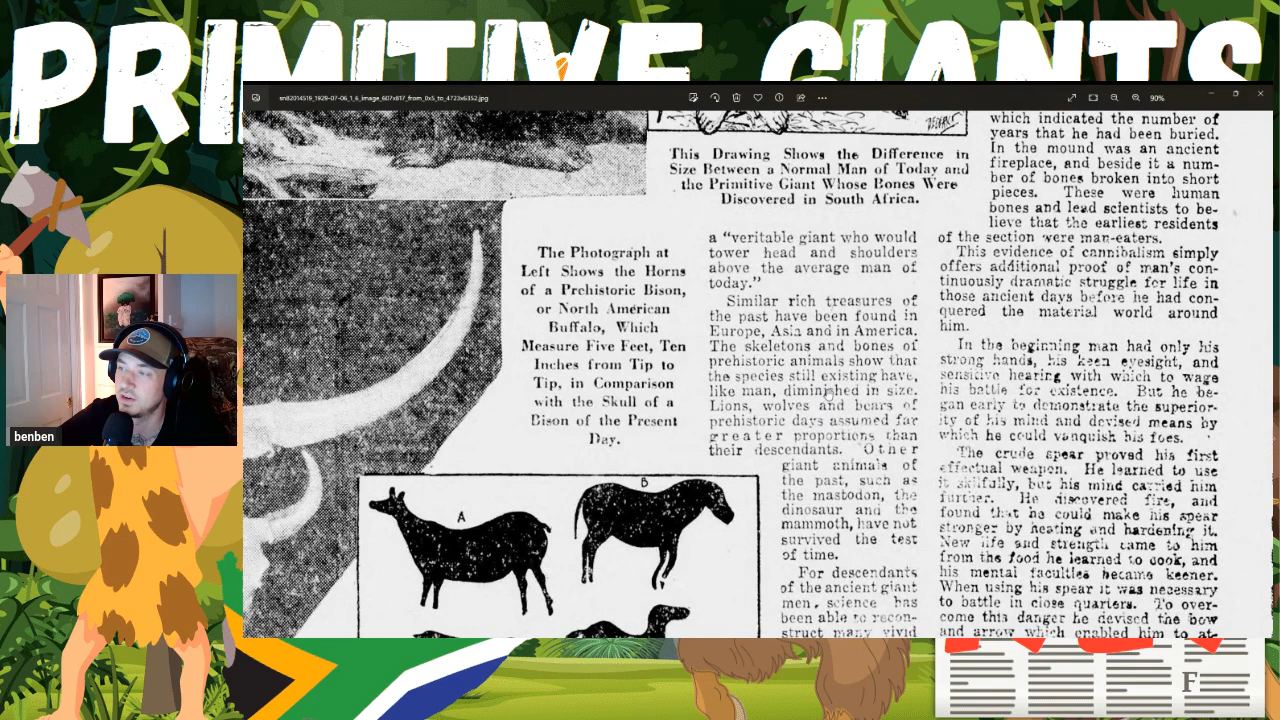 PRIMITIVE GIANTS
sn82014519_1929-07-06_1_6_image_607x817_from_0x5_to_4723x6352.jpg
90%
This Drawing Shows the Difference in
Size Between a Normal Man of Today and
the Primitive Giant Whose Bones Were
Discovered in South Africa.
The Photograph at
Left Shows the Horns
of a Prehistoric Bison,
or North American
Buffalo, Which
Measure Five Feet, Ten
Inches from Tip to
Tip, in Comparison
with the Skull of a
Bison of the Present
Day.
A
B
a "veritable giant who would
tower head and shoulders
above the average man of
today."
Similar rich treasures of
the past have been found in
Europe, Asia and in America.
The skeletons and bones of
prehistoric animals show that
the species still existing have,
like man, diminished in size.
Lions, wolves and bears of
prehistoric days assumed far
greater proportions than
their descendants. Other
giant animals of
the past, such as
the mastodon, the
dinosaur and the
mammoth, have not
survived the test
of time.
For descendants
of the ancient giant
men, science has
been able to recon-
struct many vivid
which indicated the number of
years that he had been buried.
In the mound was an ancient
fireplace, and beside it a num-
ber of bones broken into short
pieces. These were human
bones and lead scientists to be-
lieve that the earliest residents
of the section were man-eaters.
This evidence of cannibalism simply
offers additional proof of man's con-
tinuously dramatic struggle for life in
those ancient days before he had con-
quered the material world around
him.
In the beginning man had only his
strong hands, his keen eyesight, and
sensitive hearing with which to wage
his battle for existence. But he be-
gan early to demonstrate the superior-
ity of his mind and devised means by
which he could vanquish his foes.
The crude spear proved his first
effectual weapon. He learned to use
it skilfully, but his mind carried him
further. He discovered fire, and
found that he could make his spear
stronger by heating and hardening it.
New life and strength came to him
from the food he learned to cook, and
his mental faculties became keener.
When using his spear it was necessary
to battle in close quarters. To over-
come this danger he devised the bow
and arrow which enabled him to at-
benben
F